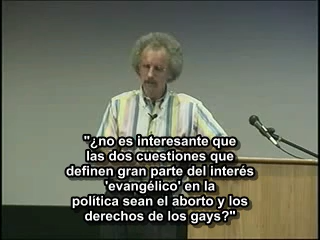 "¿no es interesante que
las dos cuestiones que
definen gran parte del interés
'evangélico' en la
política sean el aborto y los
derechos de los gays?"